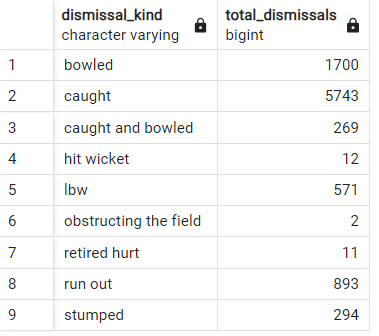 dismissal_kind total_dismissals
character varying bigint
1 bowled 1700
2 caught 5743
3 caught and bowled 269
4 hit wicket 12
5 lbw 571
6 obstructing the field 2
7 retired hurt 11
8 run out 893
9 stumped 294